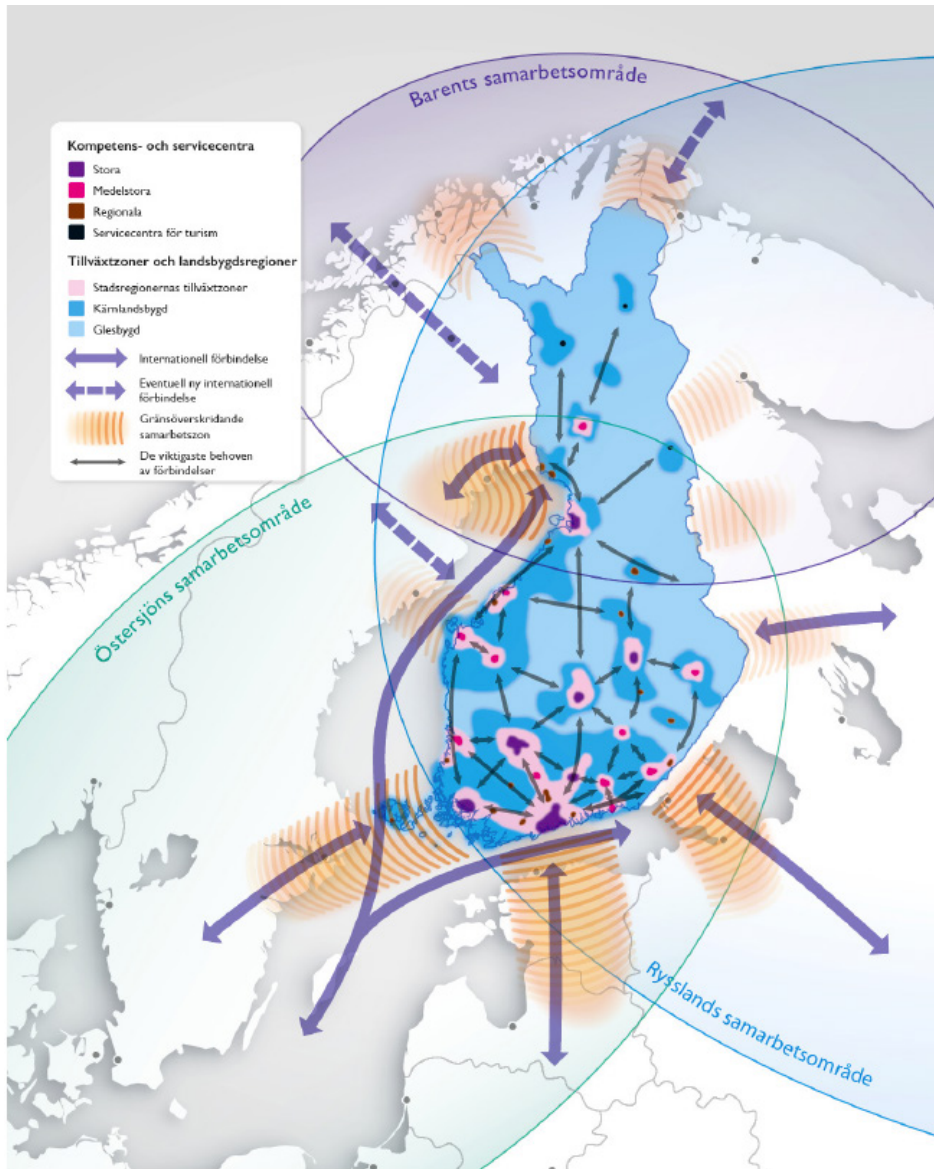 Barents samarbetsområde
Kompetens- och servicecentra
Stora
Medelstora
Regionala
Servicecentra för turism
Tillväxtzoner och landsbygdsregioner
Stadsregionernas tillväxtzoner
Kärnlandsbygd
Glesbygd
Internationell förbindelse
Eventuell ny internationell
förbindelse
Gränsöverskridande
samarbetszon
De viktigaste behoven
av förbindelser
Östersjöns samarbetsområde
Rysslands samarbetsområde